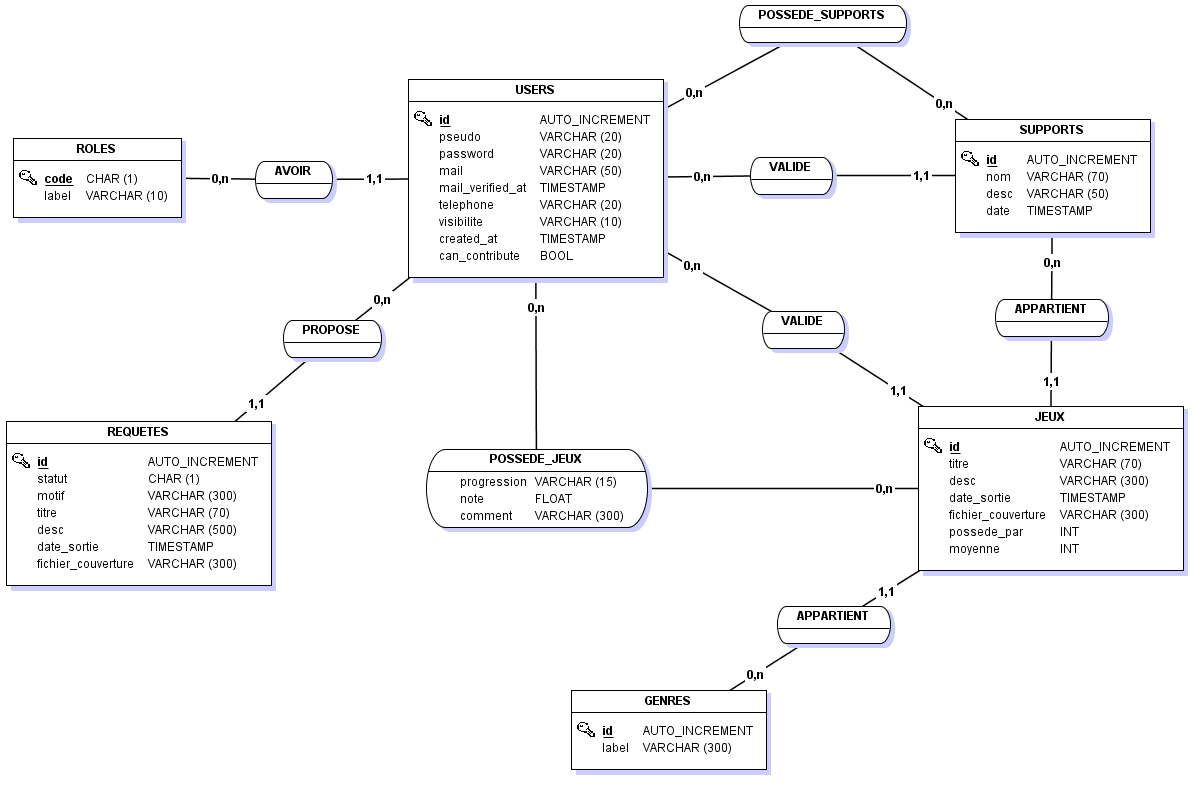 POSSEDE_SUPPORTS
0,n
0,n
USERS
id AUTO_INCREMENT
pseudo VARCHAR (20)
password VARCHAR (20)
mail VARCHAR (50)
mail_verified_at TIMESTAMP
telephone VARCHAR (20)
visibilite VARCHAR (10)
created_at TIMESTAMP
can_contribute BOOL
SUPPORTS
id AUTO_INCREMENT
nom VARCHAR (70)
desc VARCHAR (50)
date TIMESTAMP
ROLES
code CHAR (1)
label VARCHAR (10)
0,n
AVOIR
1,1
0,n
VALIDE
1,1
0,n
APPARTIENT
1,1
0,n
VALIDE
1,1
0,n
PROPOSE
1,1
0,n
REQUETES
id AUTO_INCREMENT
statut CHAR (1)
motif VARCHAR (300)
titre VARCHAR (70)
desc VARCHAR (500)
date_sortie TIMESTAMP
fichier_couverture VARCHAR (300)
POSSEDE_JEUX
progression VARCHAR (15)
note FLOAT
comment VARCHAR (300)
0,n
JEUX
id AUTO_INCREMENT
titre VARCHAR (70)
desc VARCHAR (300)
date_sortie TIMESTAMP
fichier_couverture VARCHAR (300)
possede_par INT
moyenne INT
1,1
APPARTIENT
0,n
GENRES
id AUTO_INCREMENT
label VARCHAR (300)